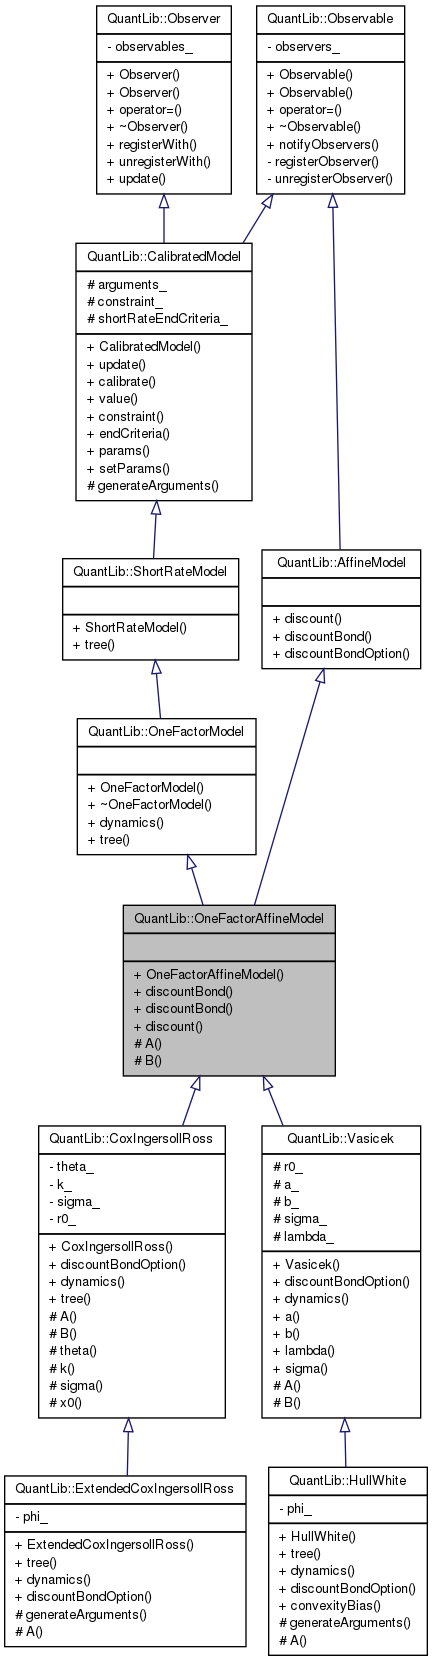 QuantLib::Observer
- observables_
+ Observer()
+ Observer()
+ operator=()
+ ~Observer()
+ registerWith()
+ unregisterWith()
+ update()
QuantLib::Observable
- observers_
+ Observable()
+ Observable()
+ operator=()
+ ~Observable()
+ notifyObservers()
- registerObserver()
- unregisterObserver()
QuantLib::CalibratedModel
# arguments_
# constraint_
# shortRateEndCriteria_
+ CalibratedModel()
+ update()
+ calibrate()
+ value()
+ constraint()
+ endCriteria()
+ params()
+ setParams()
# generateArguments()
QuantLib::ShortRateModel
+ ShortRateModel()
+ tree()
QuantLib::AffineModel
+ discount()
+ discountBond()
+ discountBondOption()
QuantLib::OneFactorModel
+ OneFactorModel()
+ ~OneFactorModel()
+ dynamics()
+ tree()
QuantLib::OneFactorAffineModel
+ OneFactorAffineModel()
+ discountBond()
+ discountBond()
+ discount()
# A()
# B()
QuantLib::CoxIngersollRoss
- theta_
- k_
- sigma_
- r0_
+ CoxIngersollRoss()
+ discountBondOption()
+ dynamics()
+ tree()
# A()
# B()
# theta()
# k()
# sigma()
# x0()
QuantLib::Vasicek
# r0_
# a_
# b_
# sigma_
# lambda_
+ Vasicek()
+ discountBondOption()
+ dynamics()
+ a()
+ b()
+ lambda()
+ sigma()
# A()
# B()
QuantLib::ExtendedCoxIngersollRoss
- phi_
+ ExtendedCoxIngersollRoss()
+ tree()
+ dynamics()
+ discountBondOption()
# generateArguments()
# A()
QuantLib::HullWhite
- phi_
+ HullWhite()
+ tree()
+ dynamics()
+ discountBondOption()
+ convexityBias()
# generateArguments()
# A()